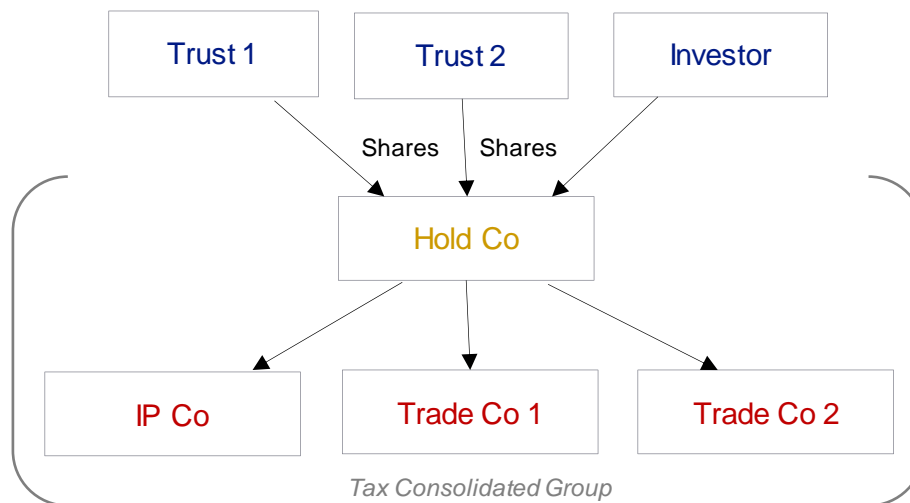 Trust 1
Trust 2
Investor
Shares
Shares
Hold Co
IP Co
Trade Co 1
Trade Co 2
Tax Consolidated Group